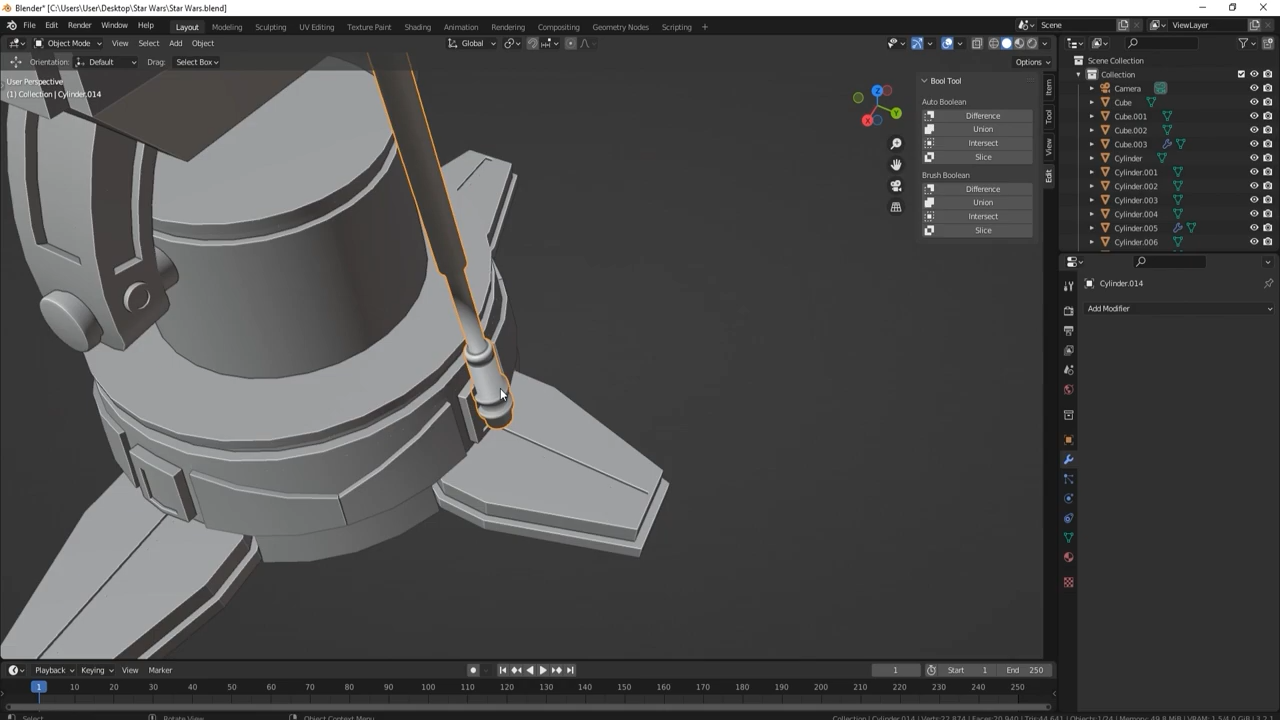 Blender* [C:\Users\User\Desktop\Star Wars\Star Wars.blend]
File Edit Render Window Help Layout Modeling Sculpting UV Editing Texture Paint Shading Animation Rendering Compositing Geometry Nodes Scripting + Scene ViewLayer
Object Mode View Select Add Object Global
Orientation: Default Drag: Select Box Options
User Perspective
(1) Collection | Cylinder.014
Z
Y
X
Bool Tool
Auto Boolean
Difference
Union
Intersect
Slice
Brush Boolean
Difference
Union
Intersect
Slice
Item
Tool
View
Edit
Scene Collection
Collection
Camera
Cube
Cube.001
Cube.002
Cube.003
Cylinder
Cylinder.001
Cylinder.002
Cylinder.003
Cylinder.004
Cylinder.005
Cylinder.006
Cylinder.014
Add Modifier
Playback Keying View Marker 1 Start 1 End 250
1 10 20 30 40 50 60 70 80 90 100 110 120 130 140 150 160 170 180 190 200 210 220 230 240 250